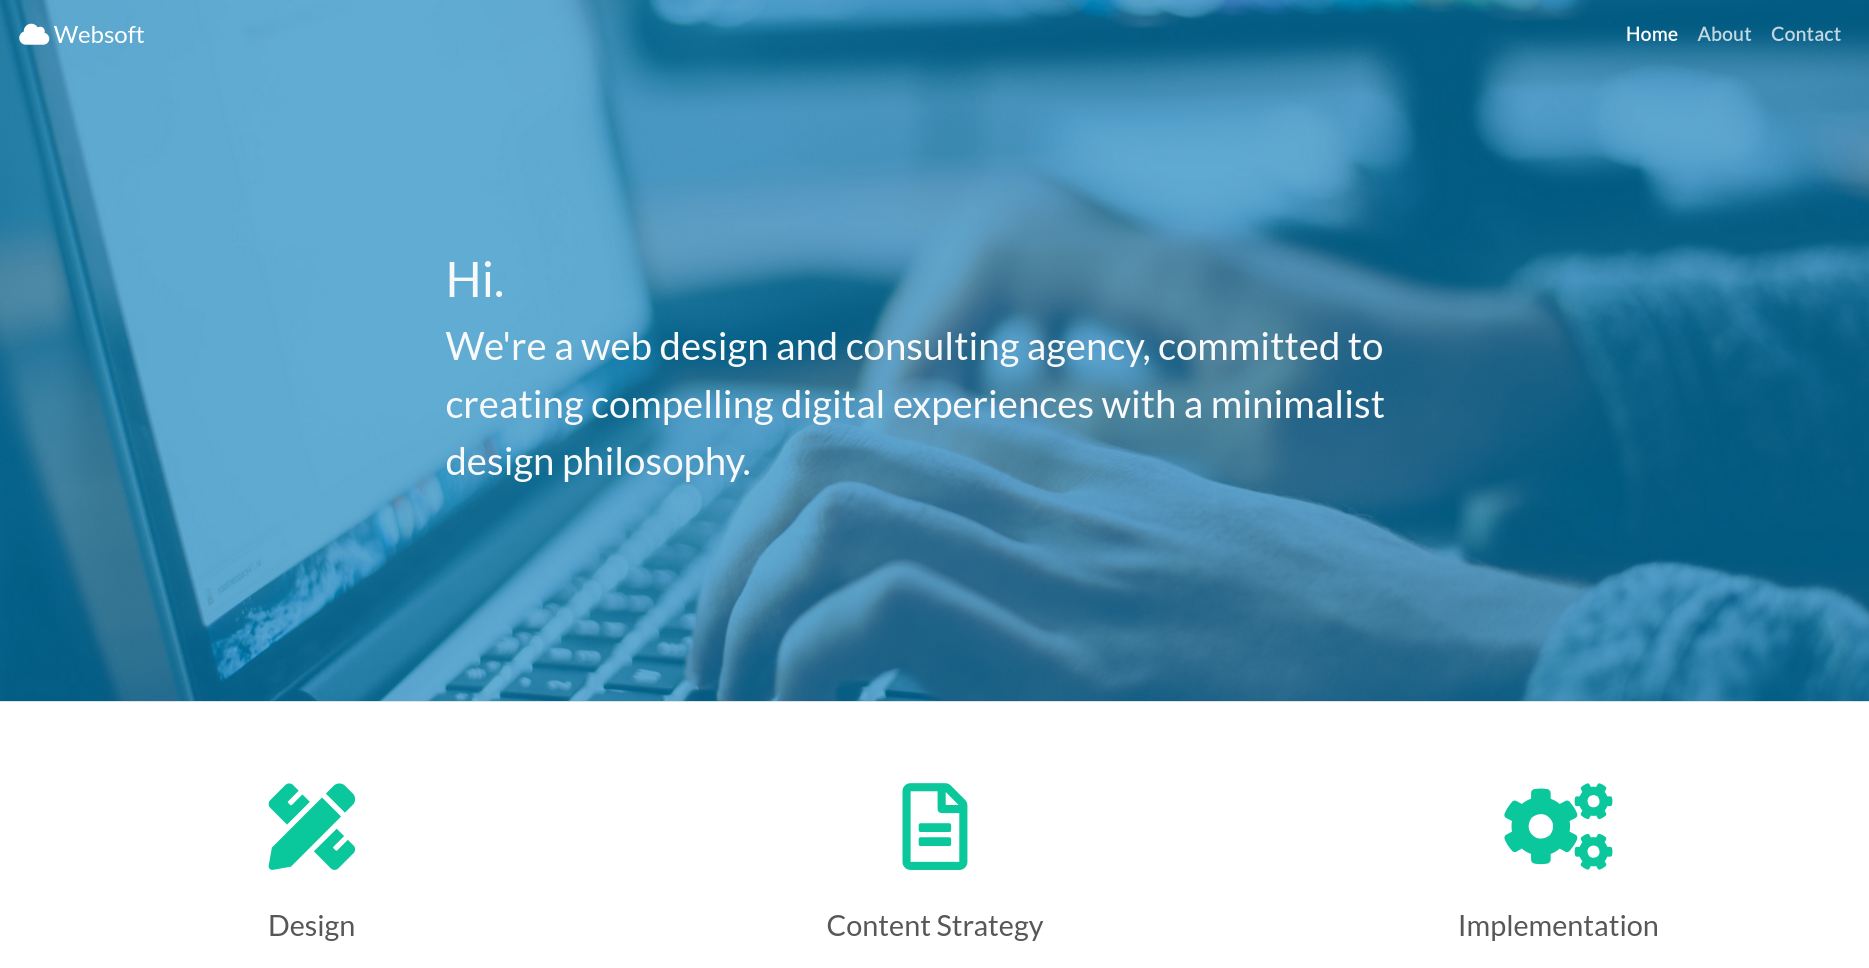 Websoft
Home About Contact
Hi.
We're a web design and consulting agency, committed to
creating compelling digital experiences with a minimalist
design philosophy.
Design
Content Strategy
Implementation